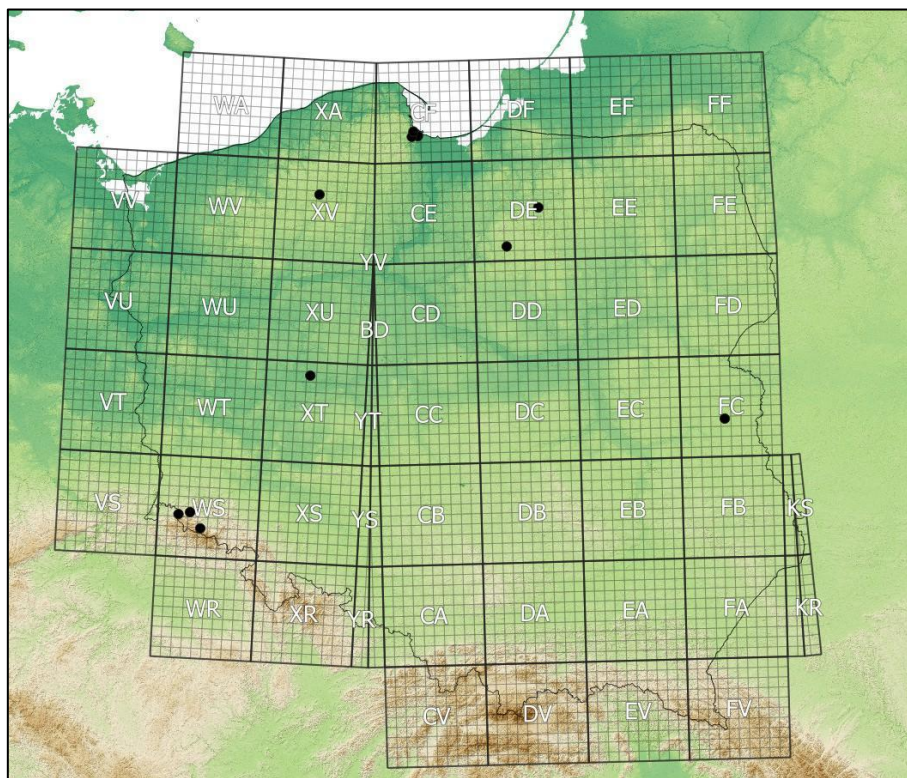 WA XA CF DF EF FF
VV WV XV CE DE EE FE
YV
VU WU XU BD CD DD ED FD
VT WT XT YT CC DC EC FC
VS WS XS YS CB DB EB FB KS
WR XR YR CA DA EA FA KR
CV DV EV FV